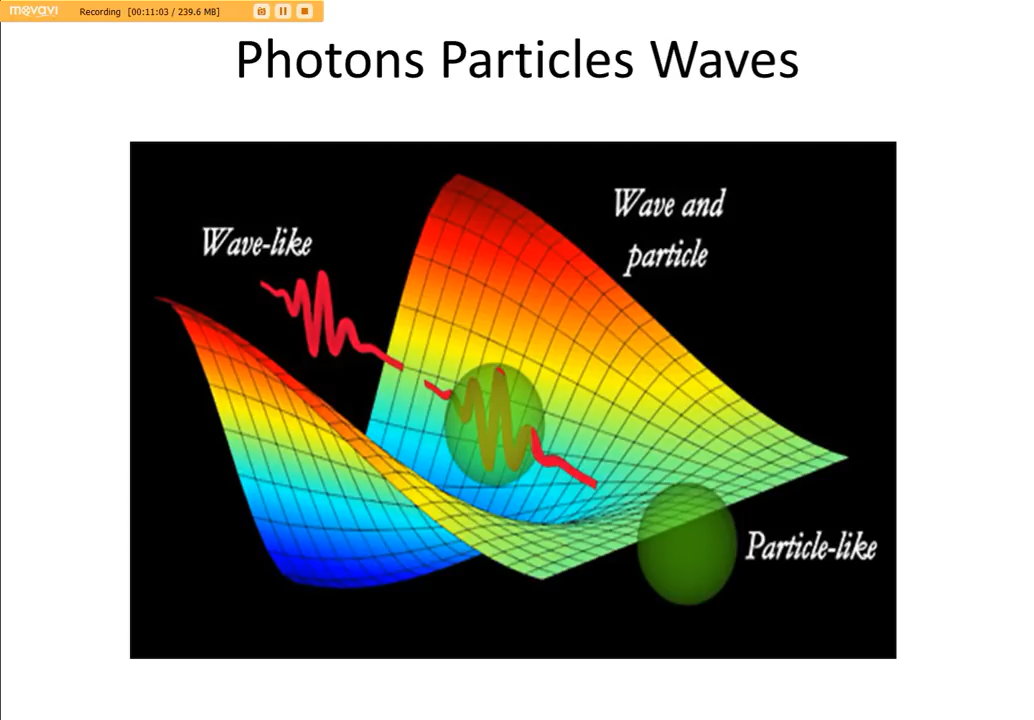 movavi Recording [00:11:03 / 239.6 MB]
Photons Particles Waves
Wave and
particle
Wave-like
Particle-like